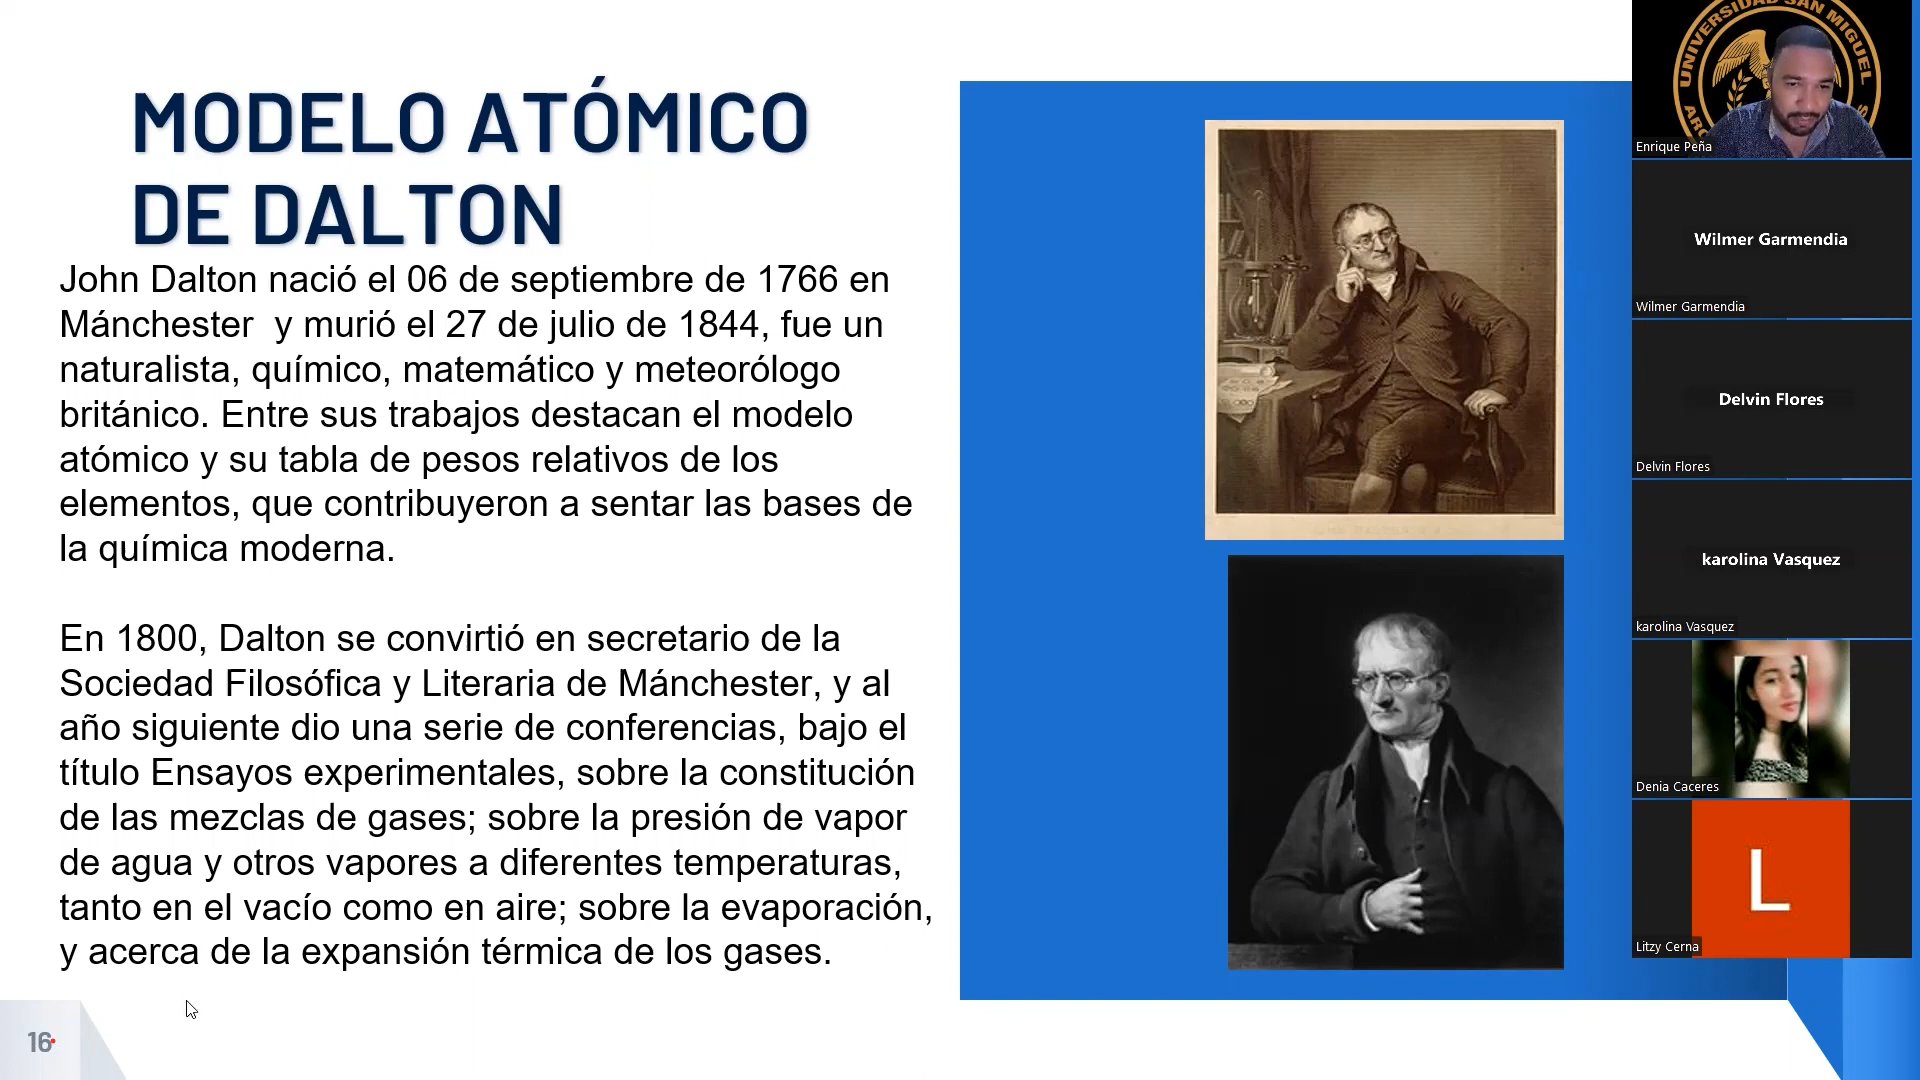 MODELO ATÓMICO
DE DALTON
John Dalton nació el 06 de septiembre de 1766 en
Mánchester  y murió el 27 de julio de 1844, fue un
naturalista, químico, matemático y meteorólogo
británico. Entre sus trabajos destacan el modelo
atómico y su tabla de pesos relativos de los
elementos, que contribuyeron a sentar las bases de
la química moderna.
En 1800, Dalton se convirtió en secretario de la
Sociedad Filosófica y Literaria de Mánchester, y al
año siguiente dio una serie de conferencias, bajo el
título Ensayos experimentales, sobre la constitución
de las mezclas de gases; sobre la presión de vapor
de agua y otros vapores a diferentes temperaturas,
tanto en el vacío como en aire; sobre la evaporación,
y acerca de la expansión térmica de los gases.
16
UNIVERSIDAD SAN MIGUEL
Enrique Peña
Wilmer Garmendia
Wilmer Garmendia
Delvin Flores
Delvin Flores
karolina Vasquez
karolina Vasquez
Denia Caceres
L
Litzy Cerna